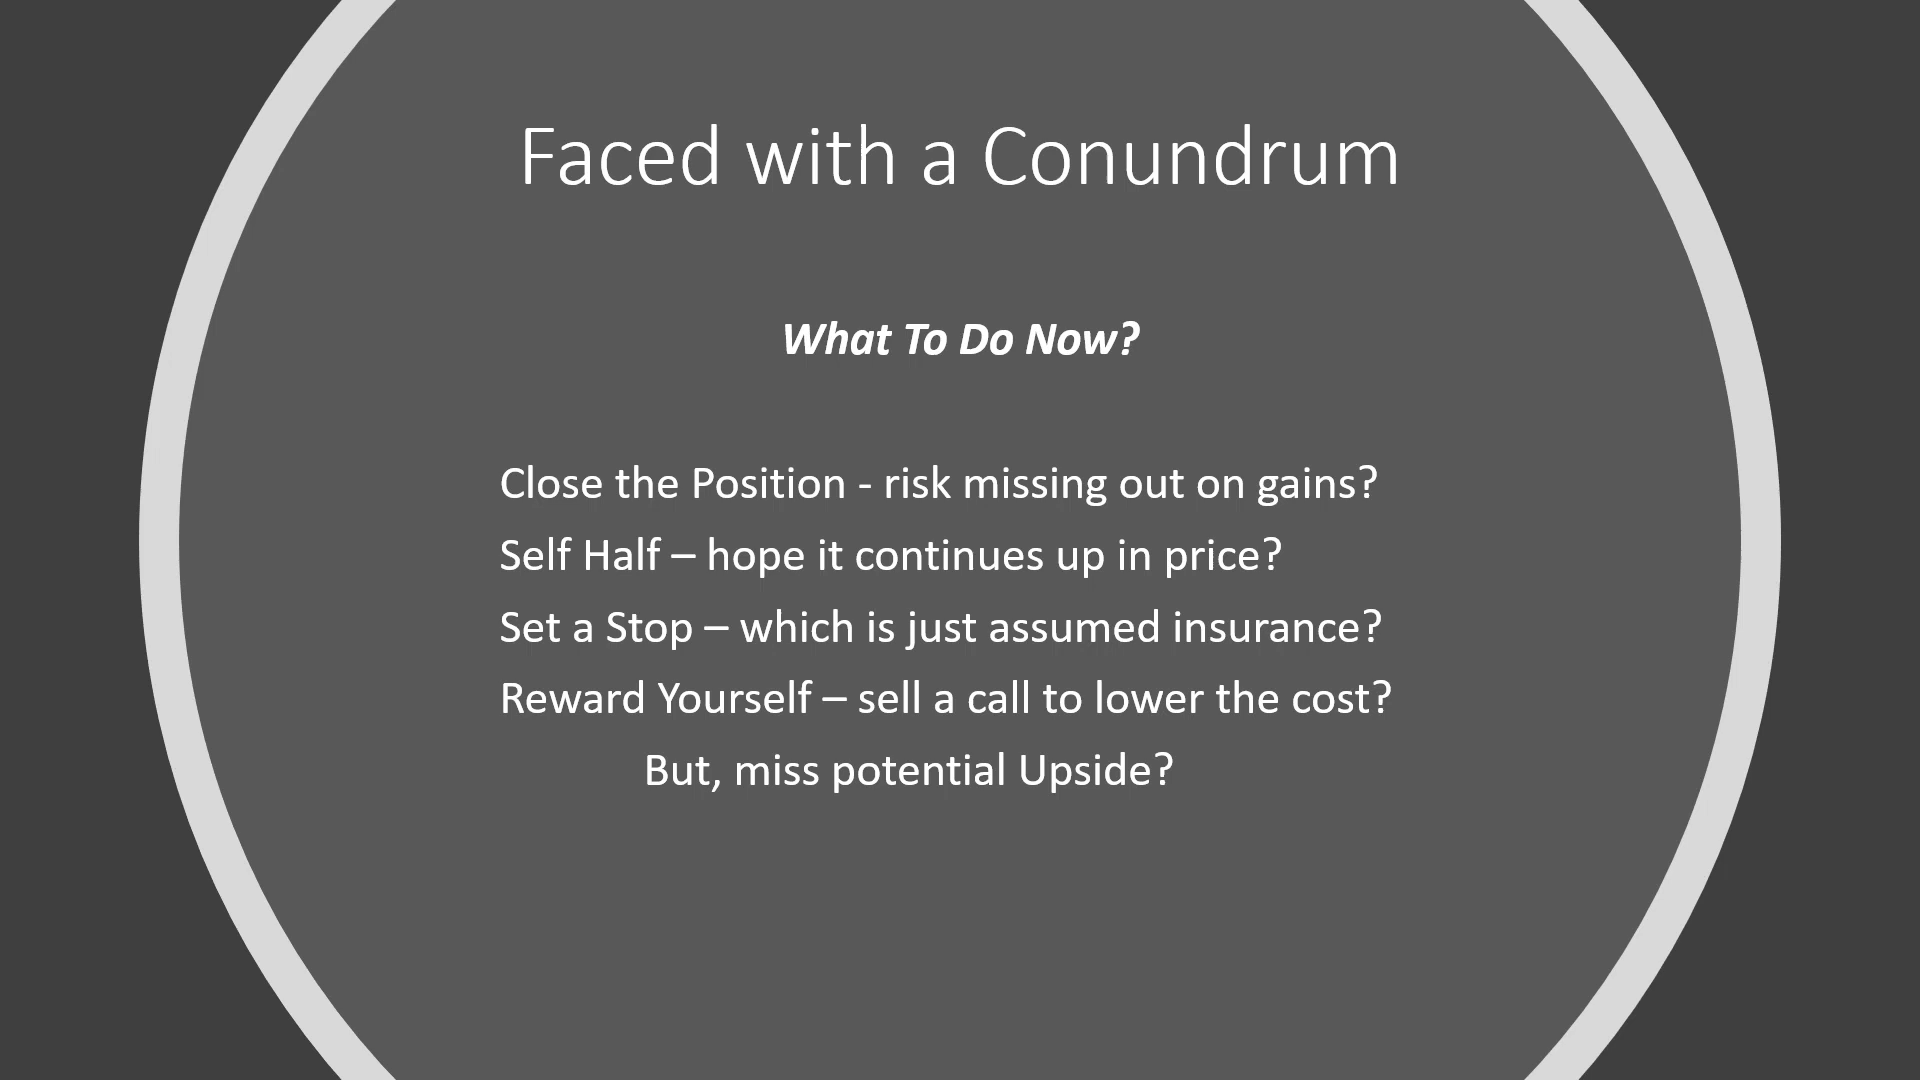 Faced with a Conundrum
What To Do Now?
Close the Position - risk missing out on gains?
Self Half – hope it continues up in price?
Set a Stop – which is just assumed insurance?
Reward Yourself – sell a call to lower the cost?
But, miss potential Upside?